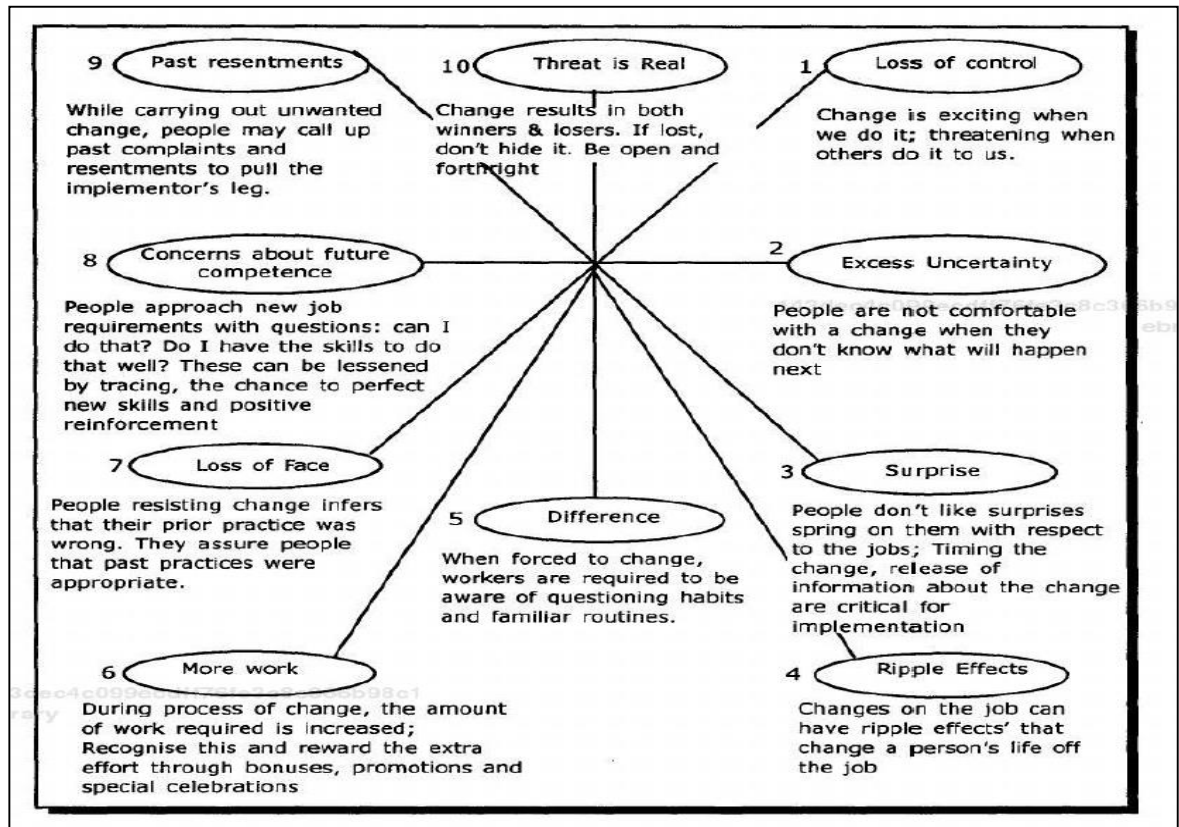 9 Past resentments
While carrying out unwanted
change, people may call up
past complaints and
resentments to pull the
implementor's leg.
10 Threat is Real
Change results in both
winners & losers. If lost,
don't hide it. Be open and
forthright
1 Loss of control
Change is exciting when
we do it; threatening when
others do it to us.
8 Concerns about future
competence
People approach new job
requirements with questions: can I
do that? Do I have the skills to do
that well? These can be lessened
by tracing, the chance to perfect
new skills and positive
reinforcement
2 Excess Uncertainty
People are not comfortable
with a change when they
don't know what will happen
next
7 Loss of Face
People resisting change infers
that their prior practice was
wrong. They assure people
that past practices were
appropriate.
5 Difference
When forced to change,
workers are required to be
aware of questioning habits
and familiar routines.
3 Surprise
People don't like surprises
spring on them with respect
to the jobs; Timing the
change, release of
information about the change
are critical for
implementation
6 More work
During process of change, the amount
of work required is increased;
Recognise this and reward the extra
effort through bonuses, promotions and
special celebrations
4 Ripple Effects
Changes on the job can
have ripple effects' that
change a person's life off
the job